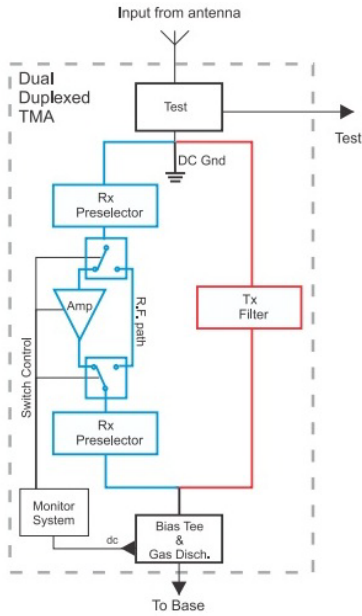 Input from antenna
Dual
Duplexed
TMA
Test
Test
DC Gnd
Rx
Preselector
Amp
R.F. path
Tx
Filter
Switch Control
Rx
Preselector
Monitor
System
dc
Bias Tee
&
Gas Disch.
To Base